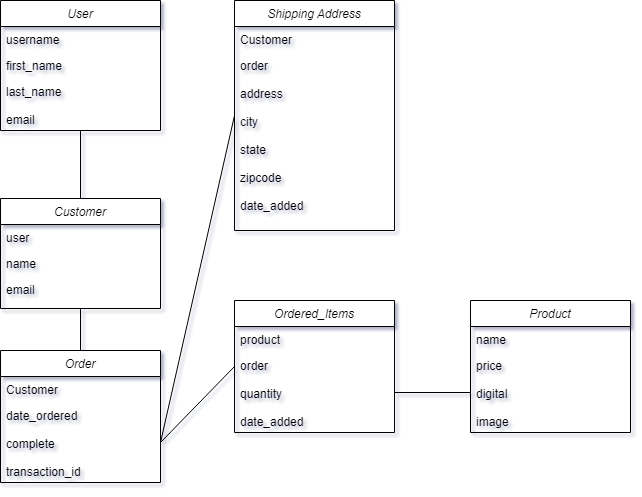 User
username
first_name
last_name
email
Customer
user
name
email
Order
Customer
date_ordered
complete
transaction_id
Shipping Address
Customer
order
address
city
state
zipcode
date_added
Ordered_Items
product
order
quantity
date_added
Product
name
price
digital
image